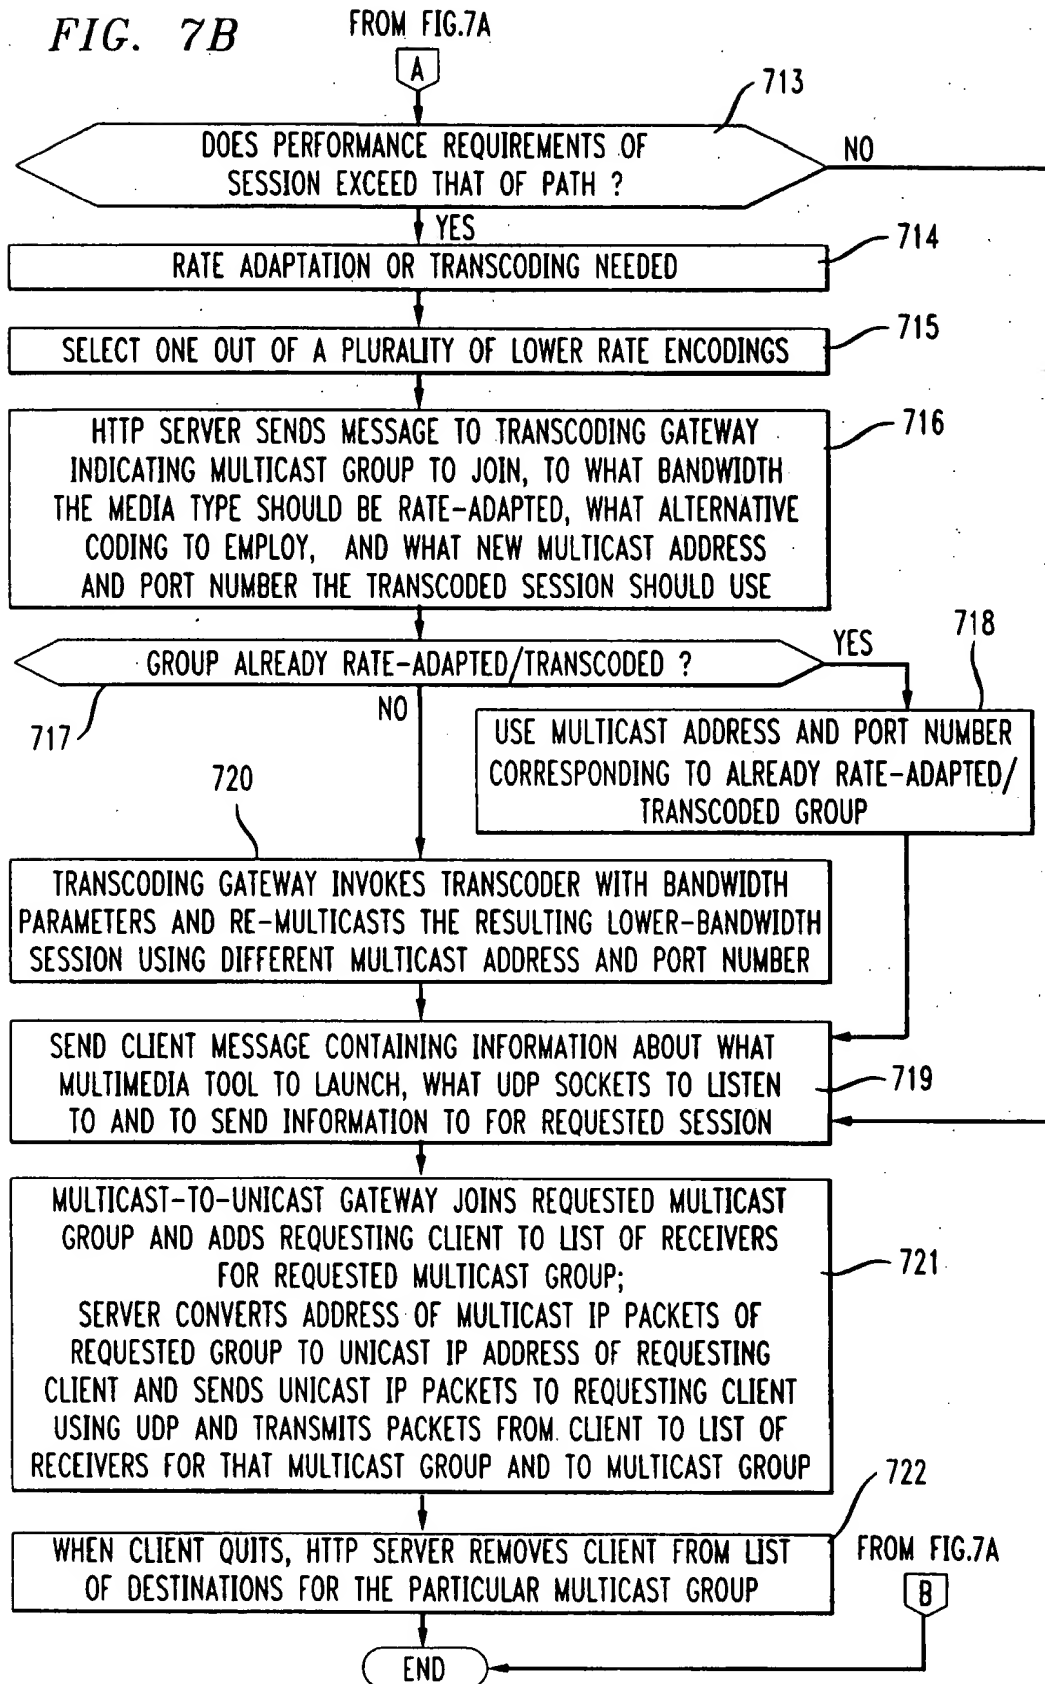 FIG. 7B
FROM FIG.7A
A
713
DOES PERFORMANCE REQUIREMENTS OF
SESSION EXCEED THAT OF PATH ?
NO
YES
714
RATE ADAPTATION OR TRANSCODING NEEDED
715
SELECT ONE OUT OF A PLURALITY OF LOWER RATE ENCODINGS
716
HTTP SERVER SENDS MESSAGE TO TRANSCODING GATEWAY
INDICATING MULTICAST GROUP TO JOIN, TO WHAT BANDWIDTH
THE MEDIA TYPE SHOULD BE RATE-ADAPTED, WHAT ALTERNATIVE
CODING TO EMPLOY, AND WHAT NEW MULTICAST ADDRESS
AND PORT NUMBER THE TRANSCODED SESSION SHOULD USE
GROUP ALREADY RATE-ADAPTED/TRANSCODED ?
YES
718
717
NO
USE MULTICAST ADDRESS AND PORT NUMBER
CORRESPONDING TO ALREADY RATE-ADAPTED/
TRANSCODED GROUP
720
TRANSCODING GATEWAY INVOKES TRANSCODER WITH BANDWIDTH
PARAMETERS AND RE-MULTICASTS THE RESULTING LOWER-BANDWIDTH
SESSION USING DIFFERENT MULTICAST ADDRESS AND PORT NUMBER
SEND CLIENT MESSAGE CONTAINING INFORMATION ABOUT WHAT
MULTIMEDIA TOOL TO LAUNCH, WHAT UDP SOCKETS TO LISTEN
TO AND TO SEND INFORMATION TO FOR REQUESTED SESSION
719
MULTICAST-TO-UNICAST GATEWAY JOINS REQUESTED MULTICAST
GROUP AND ADDS REQUESTING CLIENT TO LIST OF RECEIVERS
FOR REQUESTED MULTICAST GROUP;
SERVER CONVERTS ADDRESS OF MULTICAST IP PACKETS OF
REQUESTED GROUP TO UNICAST IP ADDRESS OF REQUESTING
CLIENT AND SENDS UNICAST IP PACKETS TO REQUESTING CLIENT
USING UDP AND TRANSMITS PACKETS FROM CLIENT TO LIST OF
RECEIVERS FOR THAT MULTICAST GROUP AND TO MULTICAST GROUP
721
722
WHEN CLIENT QUITS, HTTP SERVER REMOVES CLIENT FROM LIST
OF DESTINATIONS FOR THE PARTICULAR MULTICAST GROUP
FROM FIG.7A
B
END